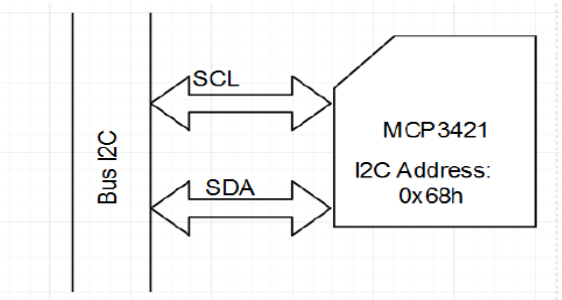 SCL
Bus I2C
SDA
MCP3421
I2C Address:
0x68h